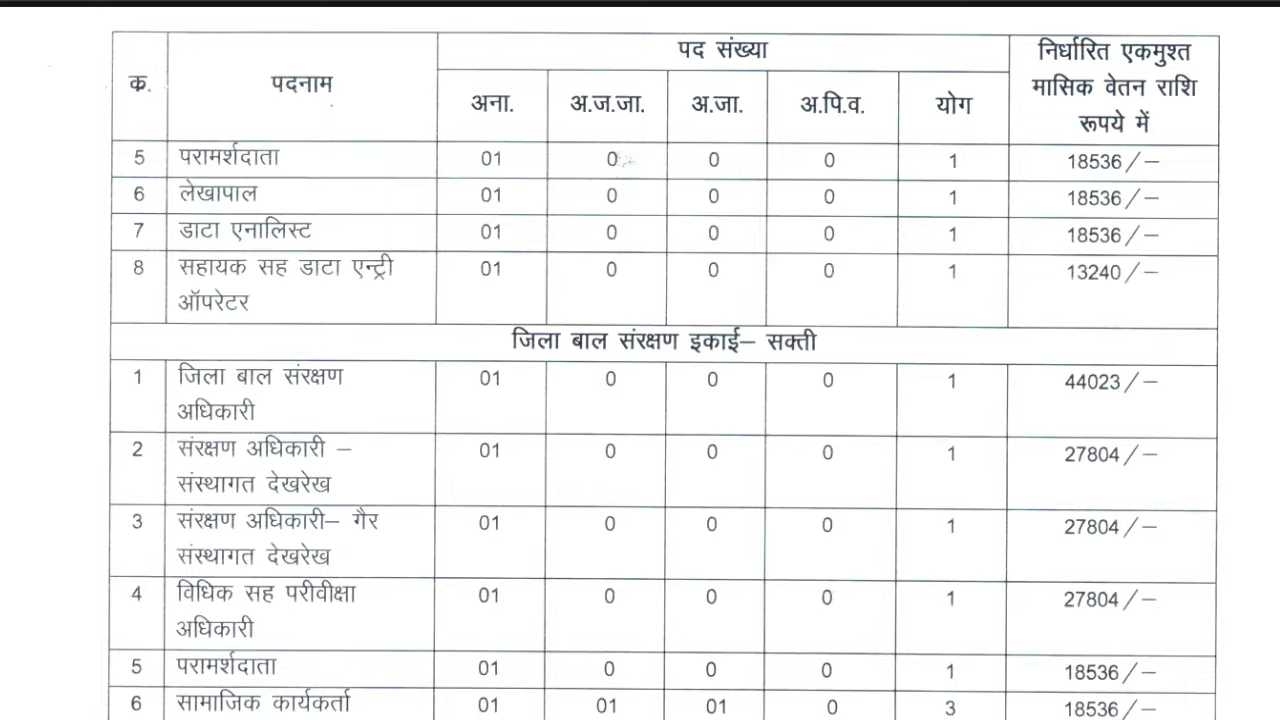 क. पदनाम पद संख्या निर्धारित एकमुश्त मासिक वेतन राशि रूपये में
अना. अ.ज.जा. अ.जा. अ.पि.व. योग
5 परामर्शदाता 01 0 0 0 1 18536/–
6 लेखापाल 01 0 0 0 1 18536/–
7 डाटा एनालिस्ट 01 0 0 0 1 18536/–
8 सहायक सह डाटा एन्ट्री 01 0 0 0 1 13240/–
ऑपरेटर
जिला बाल संरक्षण इकाई– सक्ती
1 जिला बाल संरक्षण 01 0 0 0 1 44023/–
अधिकारी
2 संरक्षण अधिकारी – 01 0 0 0 1 27804/–
संस्थागत देखरेख
3 संरक्षण अधिकारी– गैर 01 0 0 0 1 27804/–
संस्थागत देखरेख
4 विधिक सह परीवीक्षा 01 0 0 0 1 27804/–
अधिकारी
5 परामर्शदाता 01 0 0 0 1 18536/–
6 सामाजिक कार्यकर्ता 01 01 01 0 3 18536/–